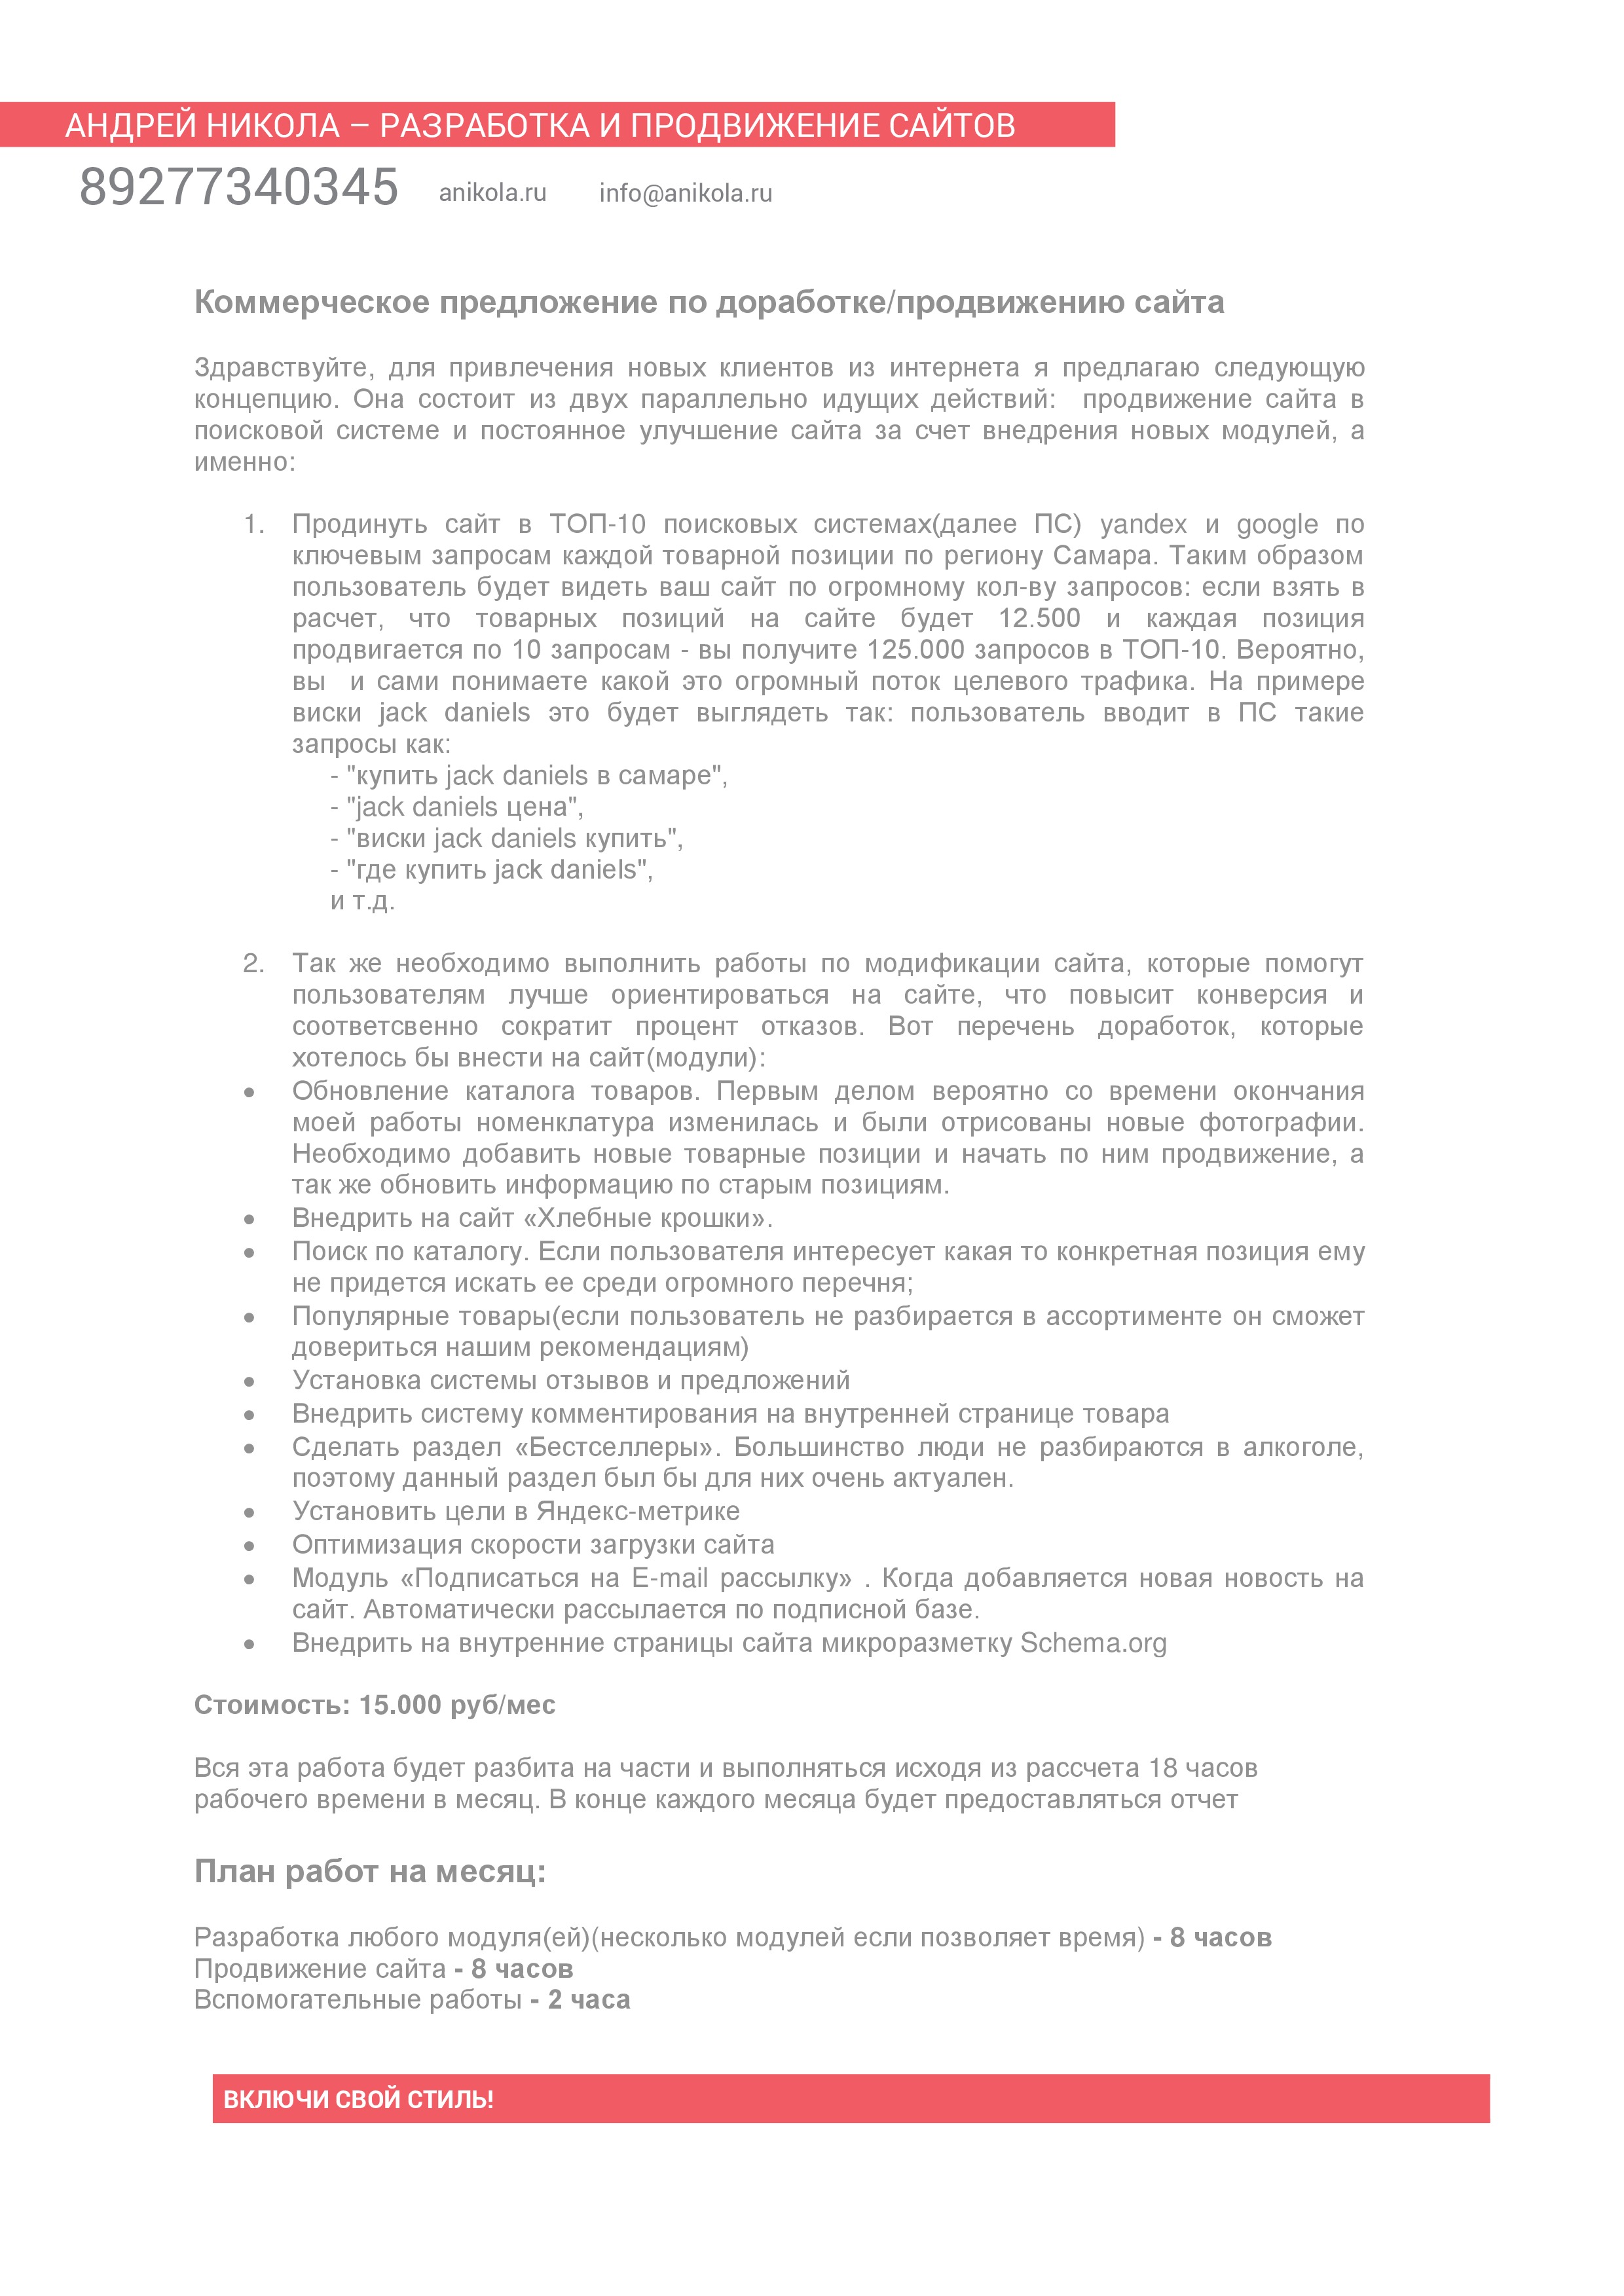 АНДРЕЙ НИКОЛА – РАЗРАБОТКА И ПРОДВИЖЕНИЕ САЙТОВ
89277340345 anikola.ru info@anikola.ru
Коммерческое предложение по доработке/продвижению сайта
Здравствуйте, для привлечения новых клиентов из интернета я предлагаю следующую
концепцию. Она состоит из двух параллельно идущих действий: продвижение сайта в
поисковой системе и постоянное улучшение сайта за счет внедрения новых модулей, а
именно:
1. Продинуть сайт в ТОП-10 поисковых системах(далее ПС) yandex и google по
ключевым запросам каждой товарной позиции по региону Самара. Таким образом
пользователь будет видеть ваш сайт по огромному кол-ву запросов: если взять в
расчет, что товарных позиций на сайте будет 12.500 и каждая позиция
продвигается по 10 запросам - вы получите 125.000 запросов в ТОП-10. Вероятно,
вы и сами понимаете какой это огромный поток целевого трафика. На примере
виски jack daniels это будет выглядеть так: пользователь вводит в ПС такие
запросы как:
- "купить jack daniels в самаре",
- "jack daniels цена",
- "виски jack daniels купить",
- "где купить jack daniels",
и т.д.
2. Так же необходимо выполнить работы по модификации сайта, которые помогут
пользователям лучше ориентироваться на сайте, что повысит конверсия и
соответсвенно сократит процент отказов. Вот перечень доработок, которые
хотелось бы внести на сайт(модули):
• Обновление каталога товаров. Первым делом вероятно со времени окончания
моей работы номенклатура изменилась и были отрисованы новые фотографии.
Необходимо добавить новые товарные позиции и начать по ним продвижение, а
так же обновить информацию по старым позициям.
• Внедрить на сайт «Хлебные крошки».
• Поиск по каталогу. Если пользователя интересует какая то конкретная позиция ему
не придется искать ее среди огромного перечня;
• Популярные товары(если пользователь не разбирается в ассортименте он сможет
довериться нашим рекомендациям)
• Установка системы отзывов и предложений
• Внедрить систему комментирования на внутренней странице товара
• Сделать раздел «Бестселлеры». Большинство люди не разбираются в алкоголе,
поэтому данный раздел был бы для них очень актуален.
• Установить цели в Яндекс-метрике
• Оптимизация скорости загрузки сайта
• Модуль «Подписаться на E-mail рассылку» . Когда добавляется новая новость на
сайт. Автоматически рассылается по подписной базе.
• Внедрить на внутренние страницы сайта микроразметку Schema.org
Стоимость: 15.000 руб/мес
Вся эта работа будет разбита на части и выполняться исходя из рассчета 18 часов
рабочего времени в месяц. В конце каждого месяца будет предоставляться отчет
План работ на месяц:
Разработка любого модуля(ей)(несколько модулей если позволяет время) - 8 часов
Продвижение сайта - 8 часов
Вспомогательные работы - 2 часа
ВКЛЮЧИ СВОЙ СТИЛЬ!